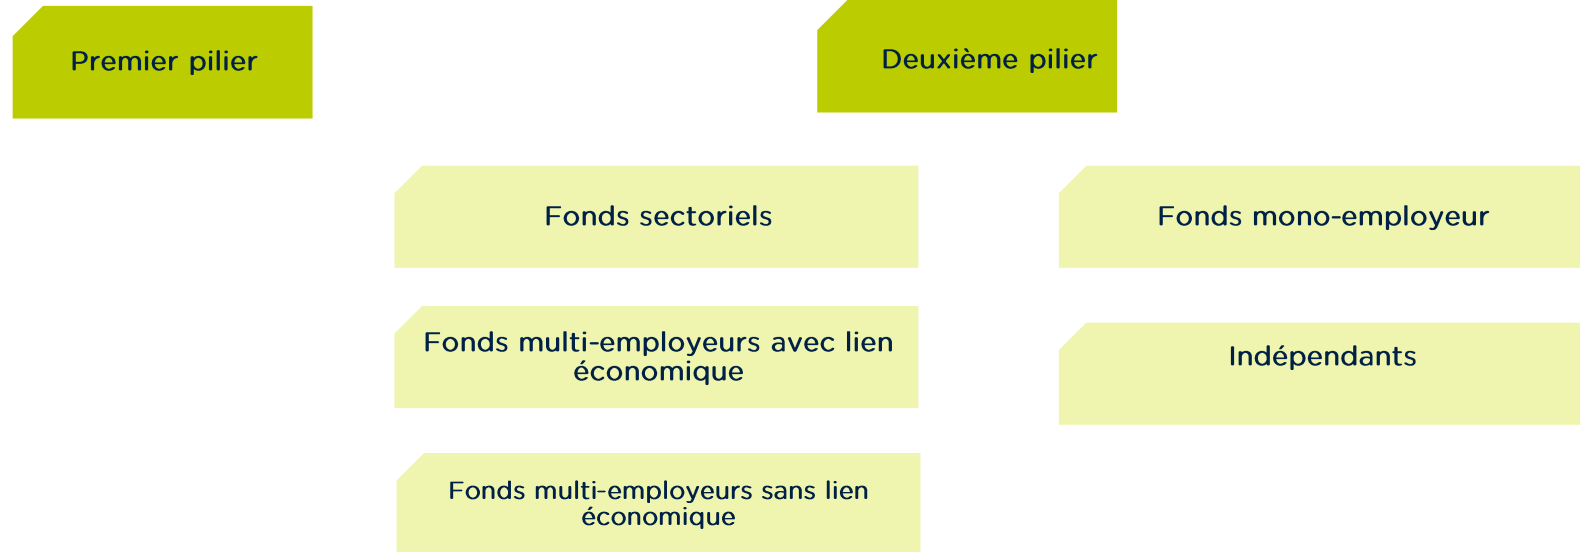 Premier pilier
Deuxième pilier
Fonds sectoriels
Fonds mono-employeur
Fonds multi-employeurs avec lien
économique
Indépendants
Fonds multi-employeurs sans lien
économique